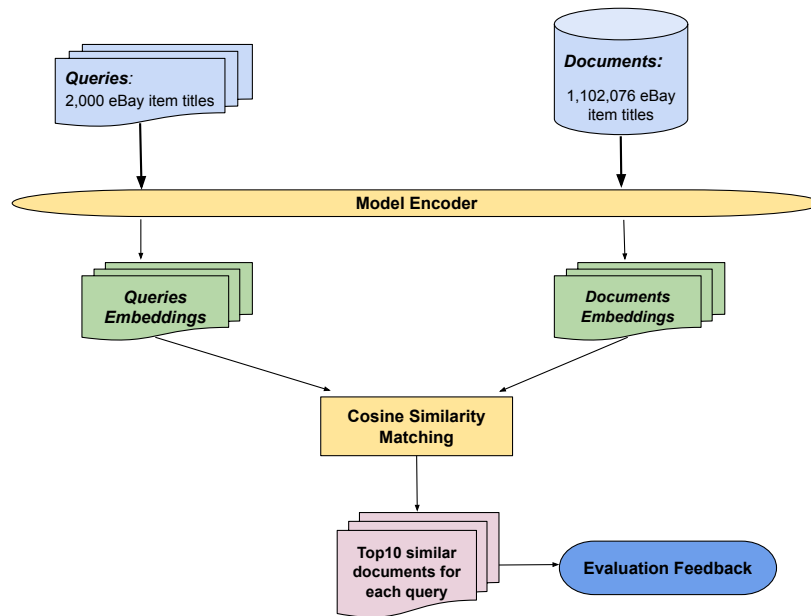 Queries:
2,000 eBay item titles
Documents:
1,102,076 eBay
item titles
Model Encoder
Queries
Embeddings
Documents
Embeddings
Cosine Similarity
Matching
Top10 similar
documents for
each query
Evaluation Feedback